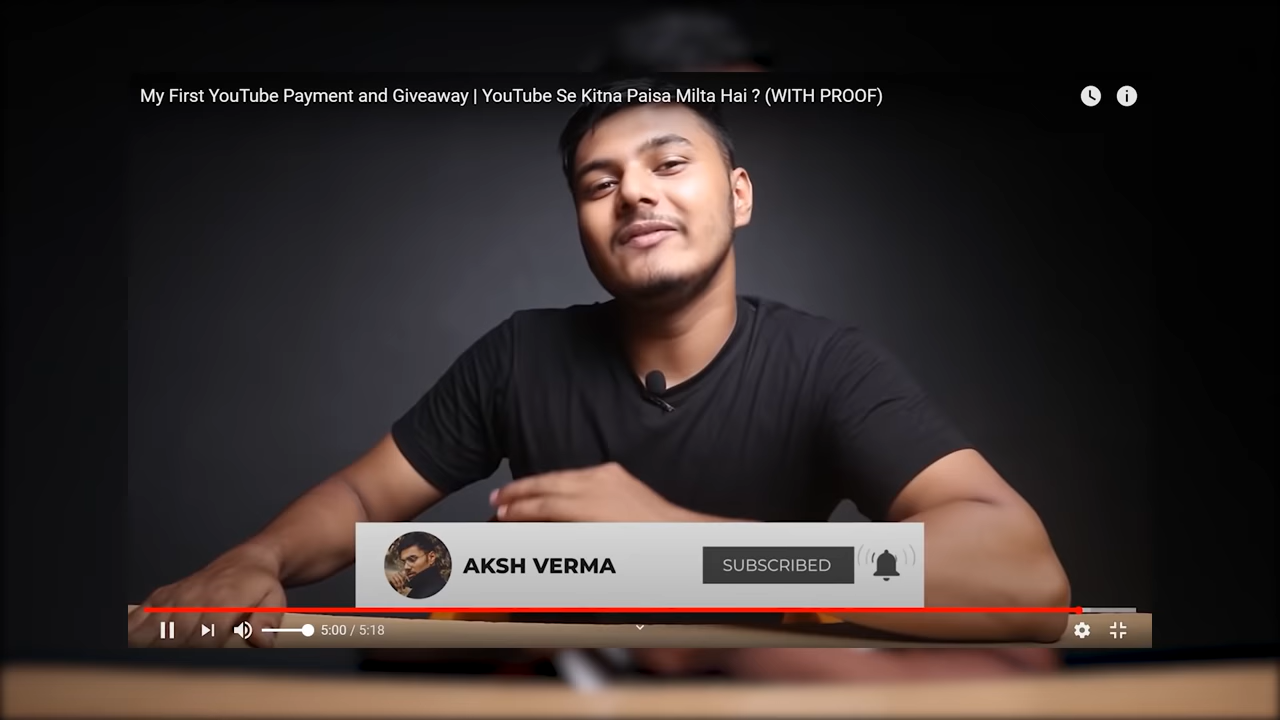 My First YouTube Payment and Giveaway | YouTube Se Kitna Paisa Milta Hai ? (WITH PROOF)
AKSH VERMA
SUBSCRIBED
5:00 / 5:18